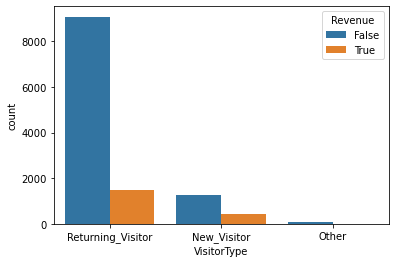 Revenue
False
True
8000
6000
4000
2000
0
count
Returning_Visitor
New_Visitor
Other
VisitorType